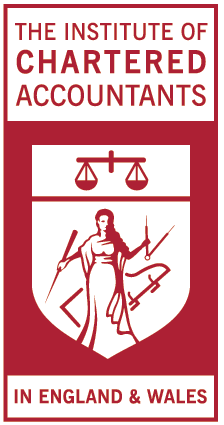 THE INSTITUTE OF
CHARTERED
ACCOUNTANTS
IN ENGLAND & WALES